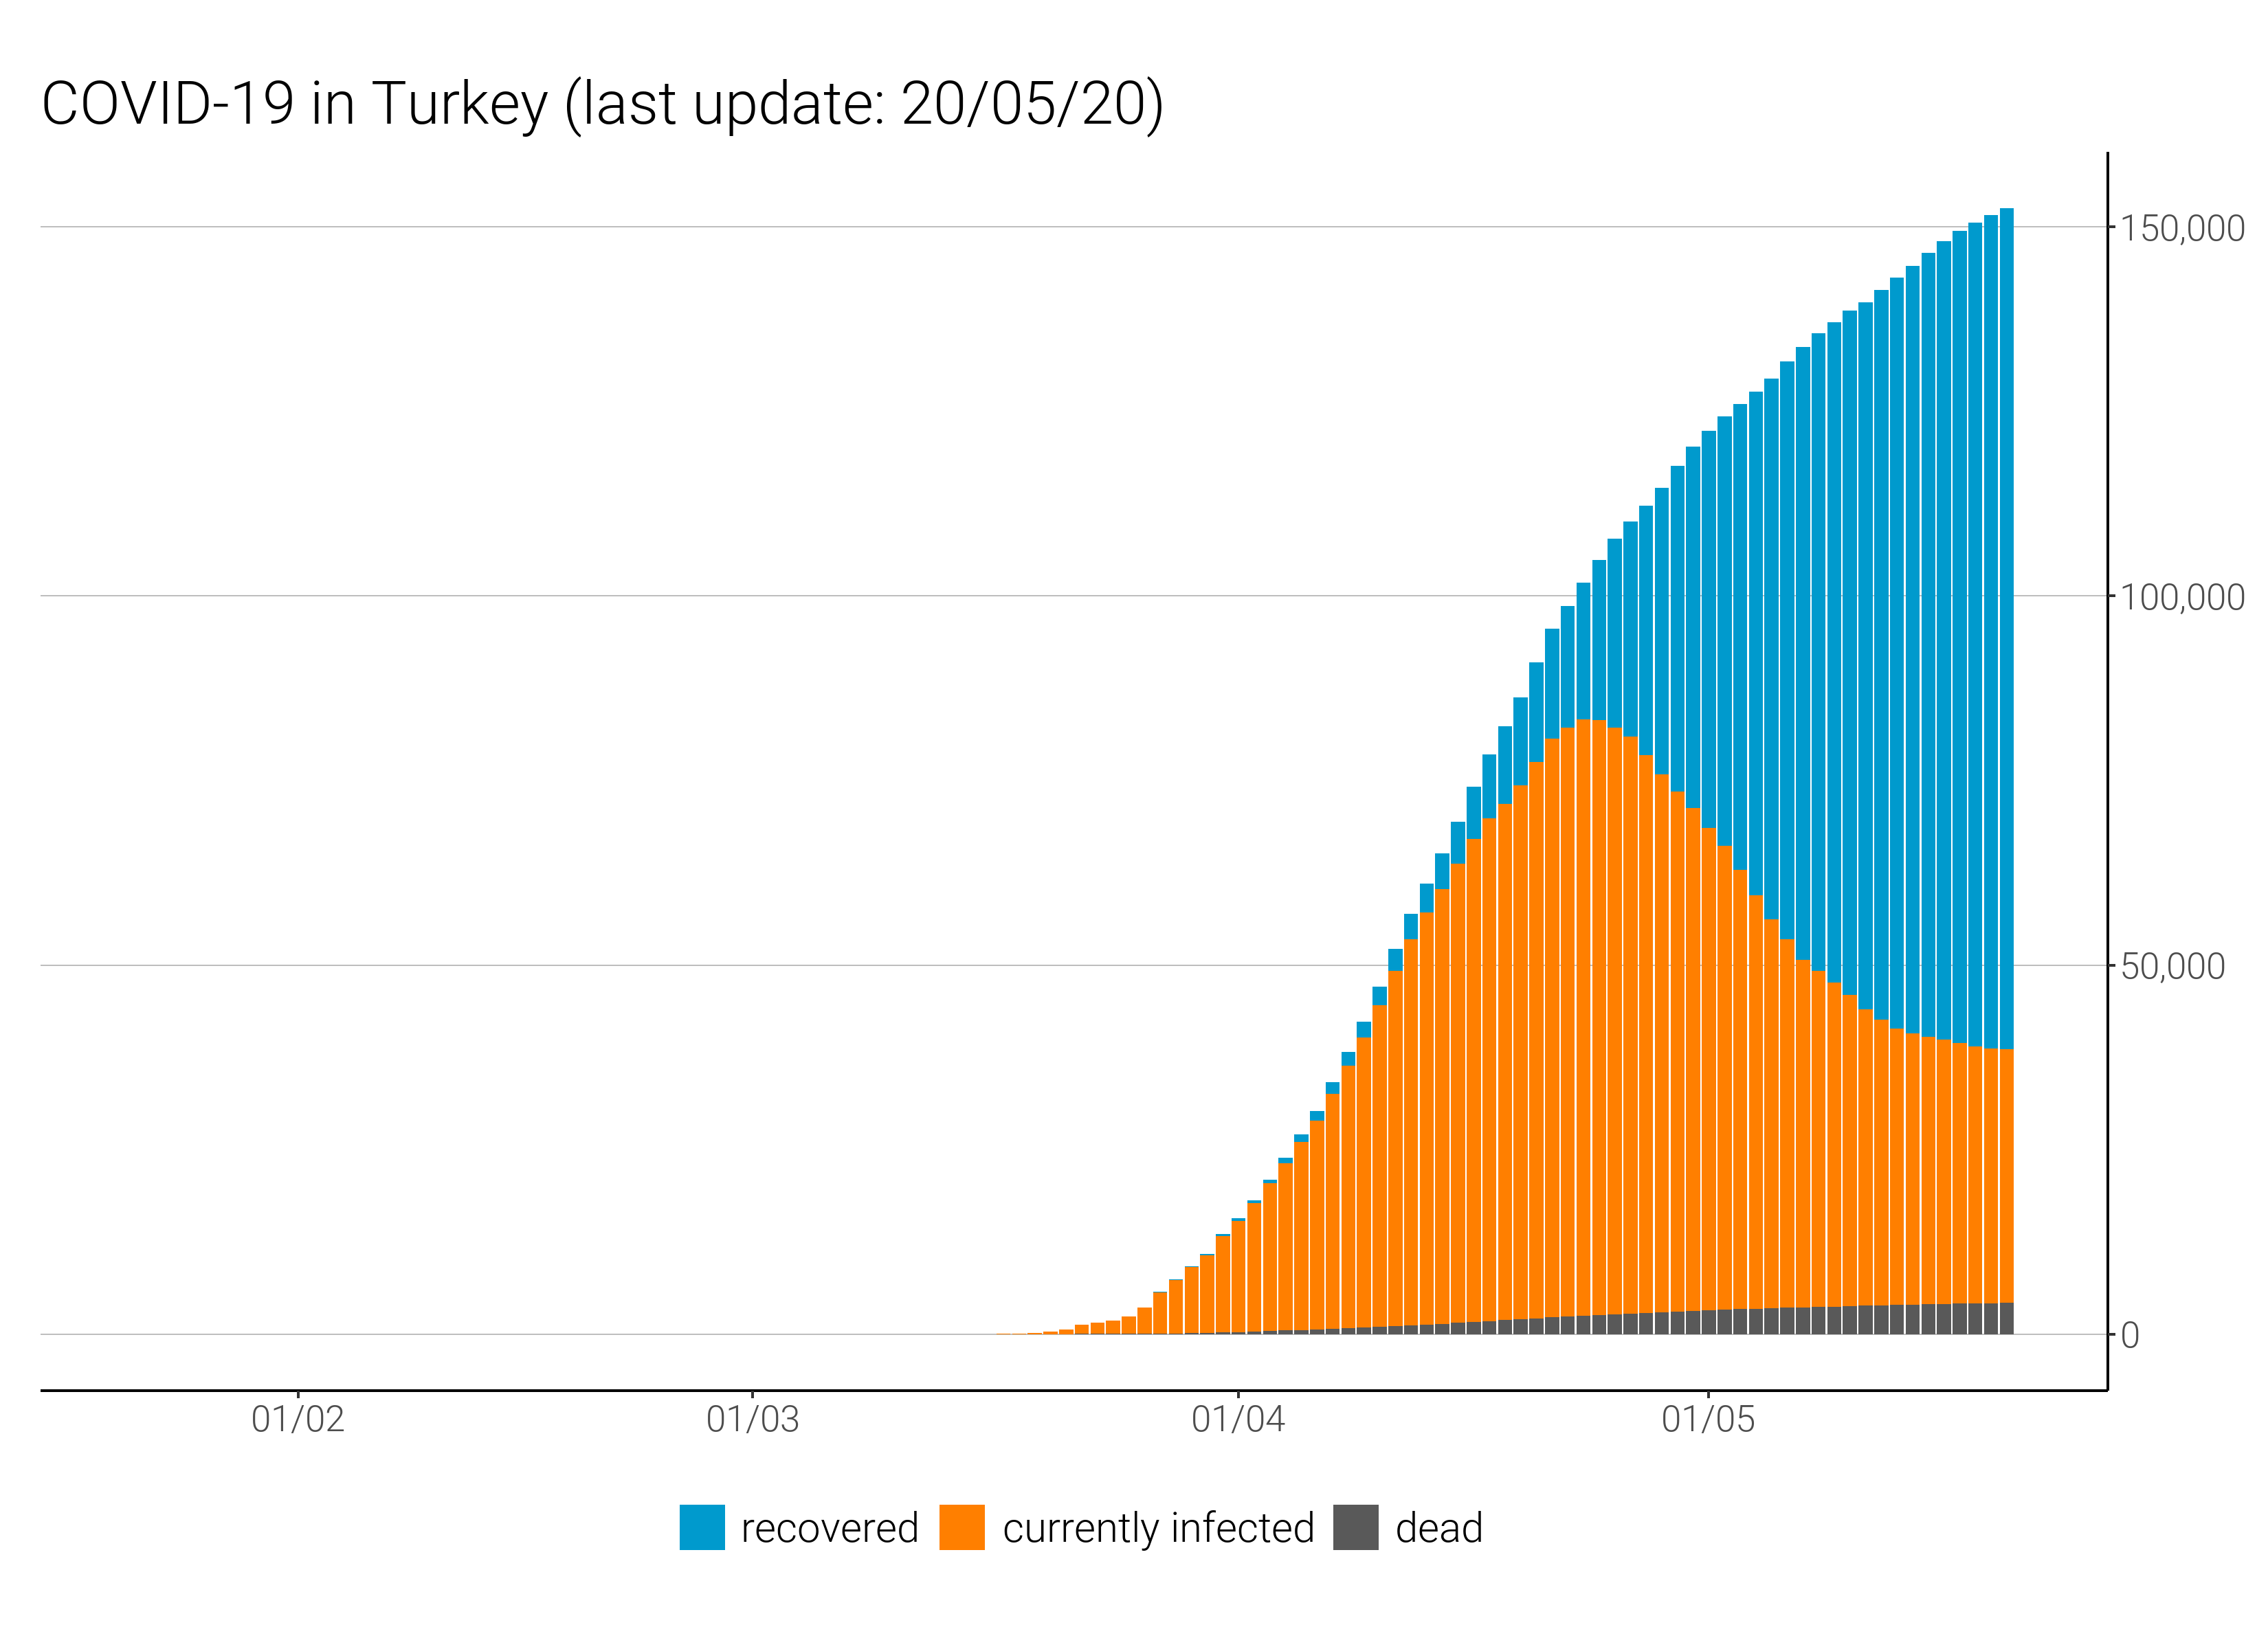 COVID-19 in Turkey (last update: 20/05/20)
150,000
100,000
50,000
0
01/02 01/03 01/04 01/05
recovered currently infected dead